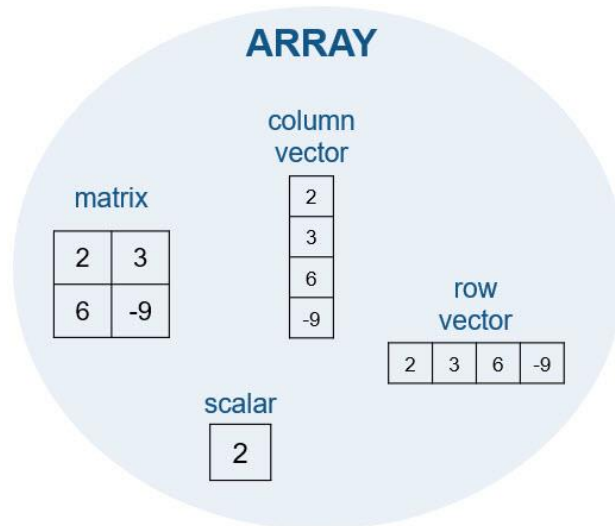 ARRAY
column
vector
2
3
6
-9
matrix
2 3
6 -9
row
vector
2 3 6 -9
scalar
2